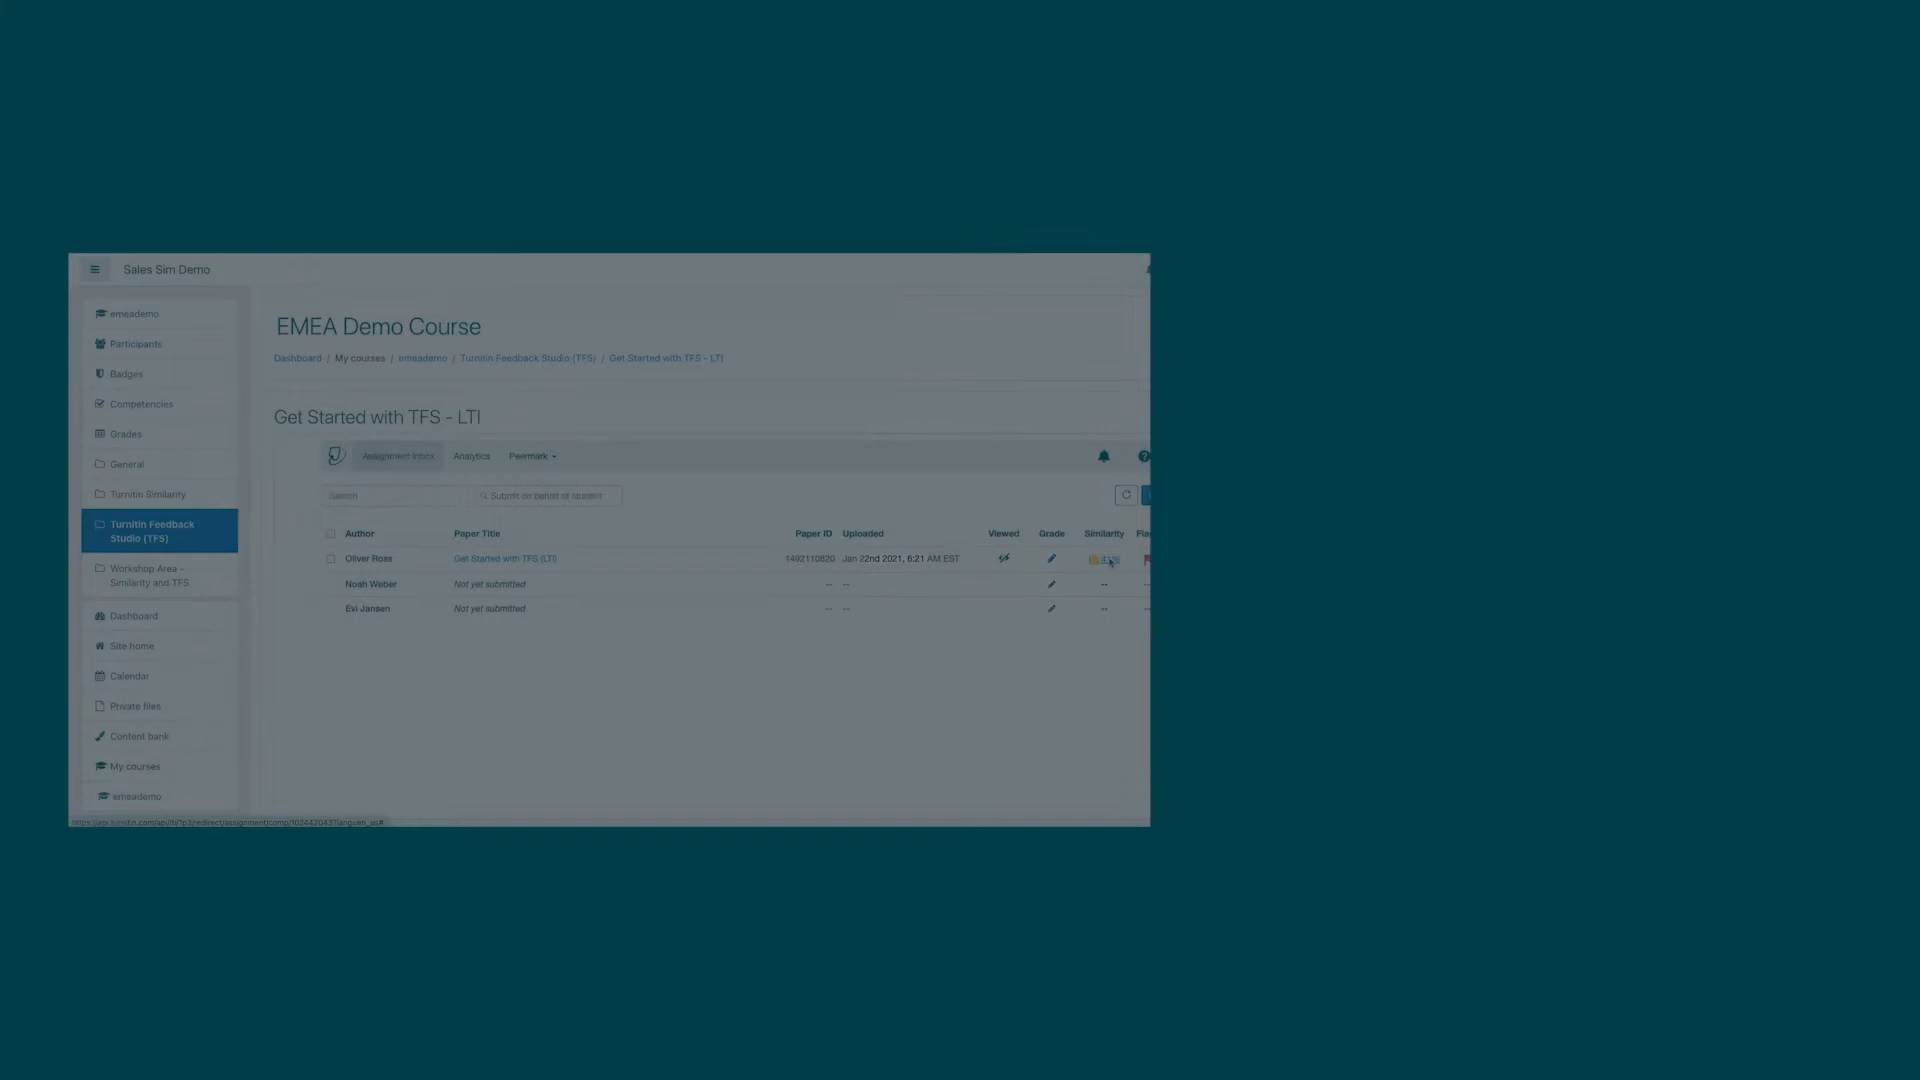 Sales Sim Demo
emeademo
Participants
Badges
Competencies
Grades
General
Turnitin Similarity
Turnitin Feedback
Studio (TFS)
Workshop Area -
Similarity and TFS
Dashboard
Site home
Calendar
Private files
Content bank
My courses
emeademo
EMEA Demo Course
Dashboard / My courses / emeademo / Turnitin Feedback Studio (TFS) / Get Started with TFS - LTI
Get Started with TFS - LTI
Assignment Inbox Analytics Peermark
Search Submit on behalf of student
Author Paper Title Paper ID Uploaded Viewed Grade Similarity
Oliver Ross Get Started with TFS (LTI) 1492110820 Jan 22nd 2021, 6:21 AM EST
Noah Weber Not yet submitted -- -- -- --
Evi Jansen Not yet submitted -- -- -- --